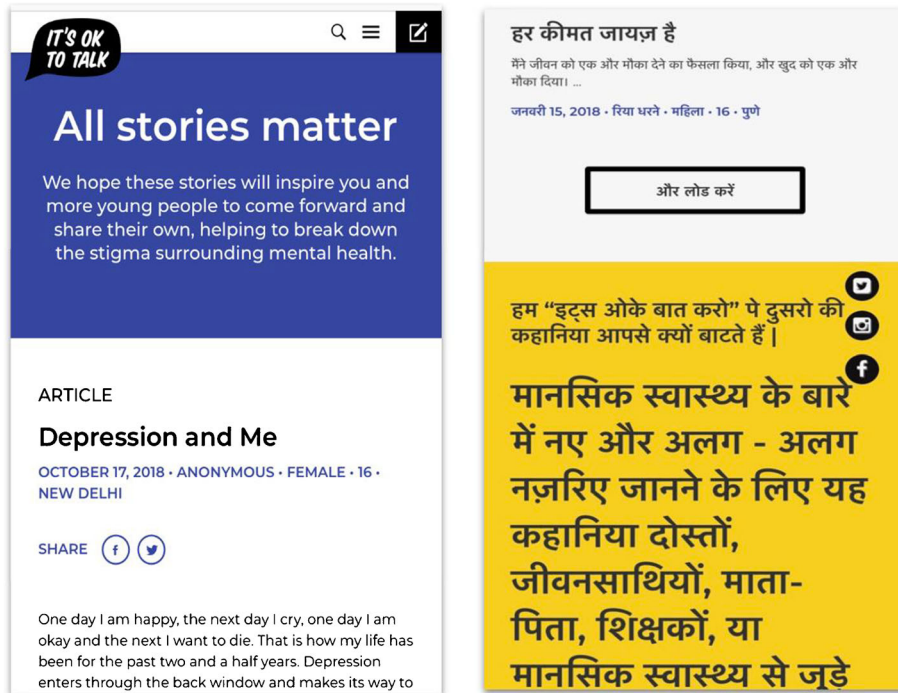 IT'S OK
TO TALK
All stories matter
We hope these stories will inspire you and
more young people to come forward and
share their own, helping to break down
the stigma surrounding mental health.
ARTICLE
Depression and Me
OCTOBER 17, 2018 • ANONYMOUS • FEMALE • 16 •
NEW DELHI
SHARE
One day I am happy, the next day I cry, one day I am
okay and the next I want to die. That is how my life has
been for the past two and a half years. Depression
enters through the back window and makes its way to
हर कीमत जायज़ है
मैंने जीवन को एक और मौका देने का फैसला किया, और खुद को एक और
मौका दिया। ...
जनवरी 15, 2018 • रिया धरने • महिला • 16 • पुणे
और लोड करें
हम “इट्स ओके बात करो” पे दुसरो की
कहानिया आपसे क्यों बाटते हैं |
मानसिक स्वास्थ्य के बारे
में नए और अलग - अलग
नज़रिए जानने के लिए यह
कहानिया दोस्तों,
जीवनसाथियों, माता-
पिता, शिक्षकों, या
मानसिक स्वास्थ्य से जुड़े